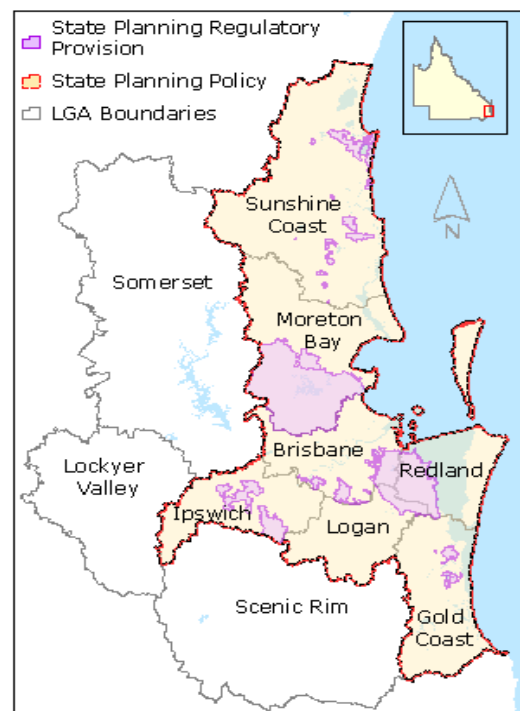 State Planning Regulatory
Provision
State Planning Policy
LGA Boundaries
N
Sunshine
Coast
Somerset
Moreton
Bay
Brisbane
Redland
Lockyer
Valley
Ipswich
Logan
Scenic Rim
Gold
Coast